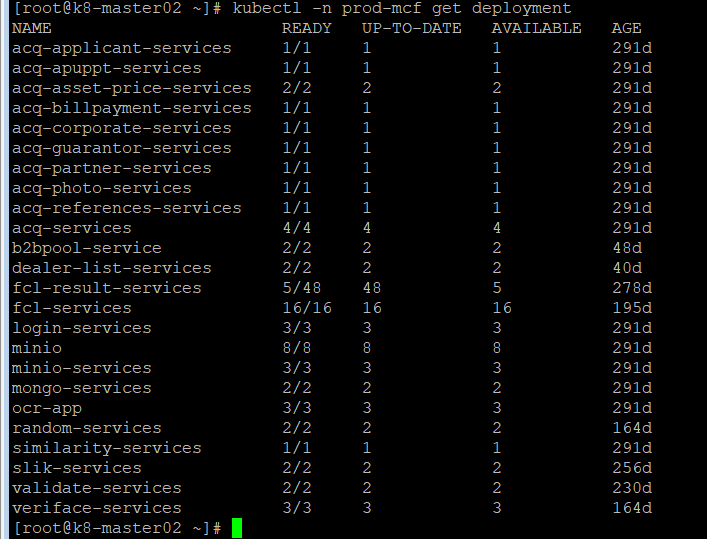 [root@k8-master02 ~]# kubectl -n prod-mcf get deployment
NAME READY UP-TO-DATE AVAILABLE AGE
acq-applicant-services 1/1 1 1 291d
acq-apuppt-services 1/1 1 1 291d
acq-asset-price-services 2/2 2 2 291d
acq-billpayment-services 1/1 1 1 291d
acq-corporate-services 1/1 1 1 291d
acq-guarantor-services 1/1 1 1 291d
acq-partner-services 1/1 1 1 291d
acq-photo-services 1/1 1 1 291d
acq-references-services 1/1 1 1 291d
acq-services 4/4 4 4 291d
b2bpool-service 2/2 2 2 48d
dealer-list-services 2/2 2 2 40d
fcl-result-services 5/48 48 5 278d
fcl-services 16/16 16 16 195d
login-services 3/3 3 3 291d
minio 8/8 8 8 291d
minio-services 3/3 3 3 291d
mongo-services 2/2 2 2 291d
ocr-app 3/3 3 3 291d
random-services 2/2 2 2 164d
similarity-services 1/1 1 1 291d
slik-services 2/2 2 2 256d
validate-services 2/2 2 2 230d
veriface-services 3/3 3 3 164d
[root@k8-master02 ~]#